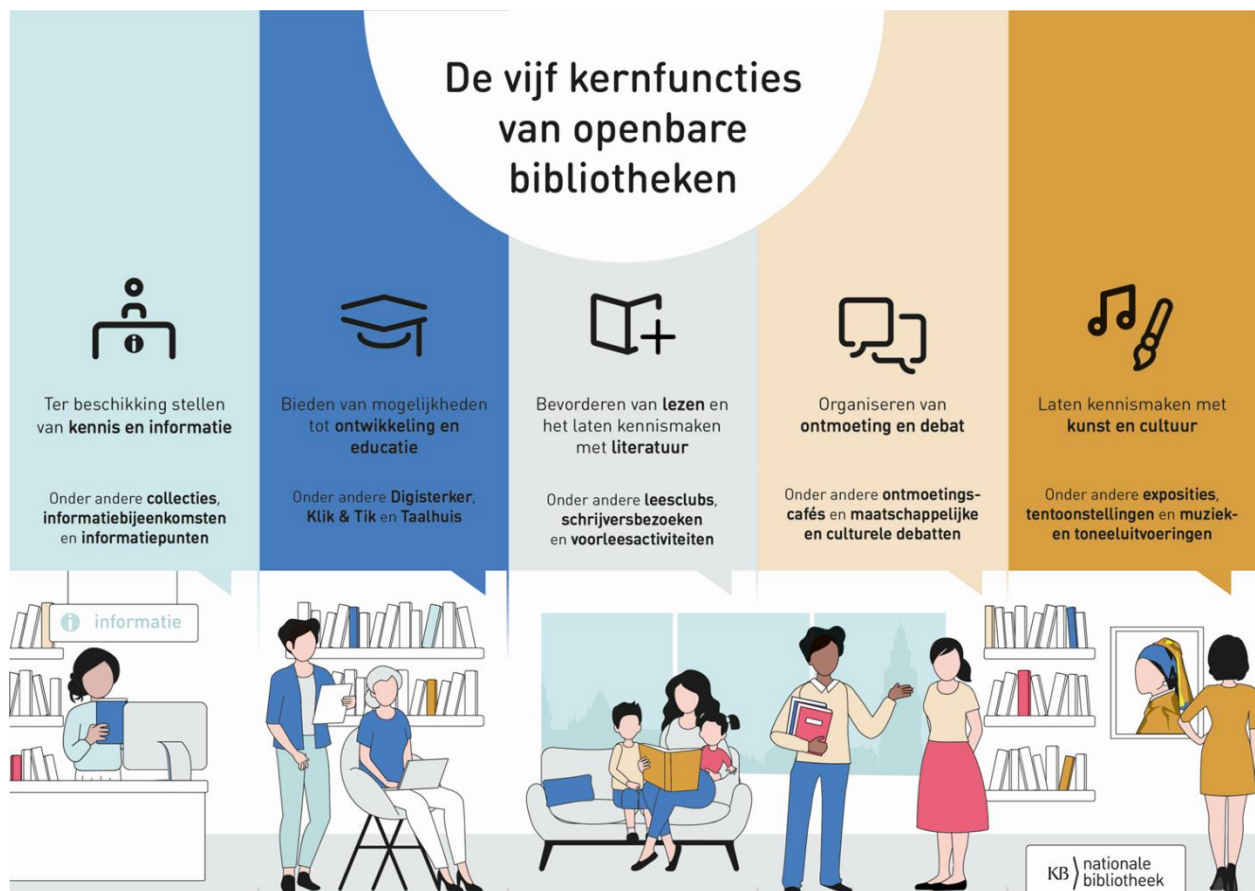 De vijf kernfuncties
van openbare
bibliotheken
Ter beschikking stellen
van kennis en informatie
Onder andere collecties,
informatiebijeenkomsten
en informatiepunten
Bieden van mogelijkheden
tot ontwikkeling en
educatie
Onder andere Digisterker,
Klik & Tik en Taalhuis
Bevorderen van lezen en
het laten kennismaken
met literatuur
Onder andere leesclubs,
schrijversbezoeken
en voorleesactiviteiten
Organiseren van
ontmoeting en debat
Onder andere ontmoetings-
cafés en maatschappelijke
en culturele debatten
Laten kennismaken met
kunst en cultuur
Onder andere exposities,
tentoonstellingen en muziek-
en toneeluitvoeringen
i informatie
KB nationale
bibliotheek